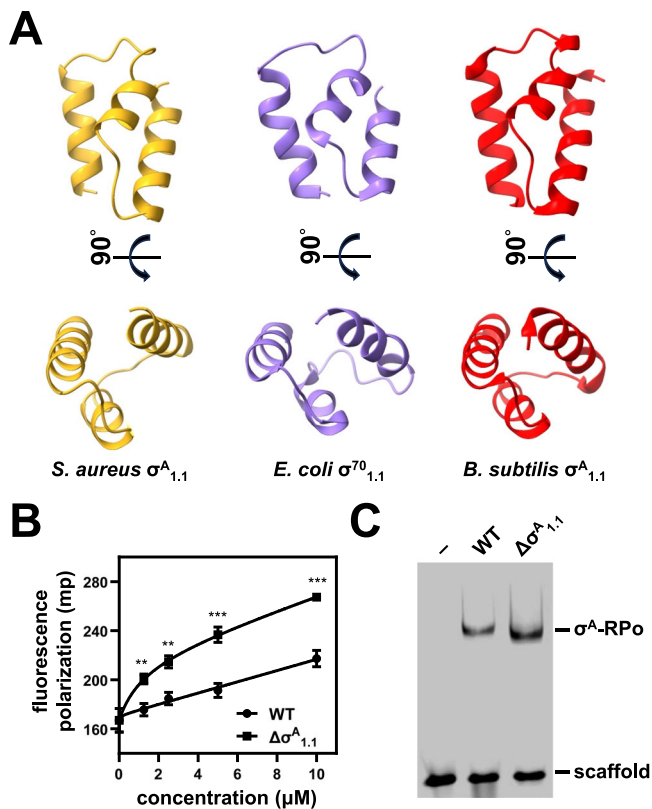 A
90° 90° 90°
S. aureus σᴬ₁.₁ E. coli σ⁷⁰₁.₁ B. subtilis σᴬ₁.₁
B
fluorescence
polarization (mp)
280
240
200
160
** ** *** ***
WT
Δσᴬ₁.₁
0 2 4 6 8 10
concentration (μM)
C
– WT Δσᴬ₁.₁
σᴬ-RPo
scaffold